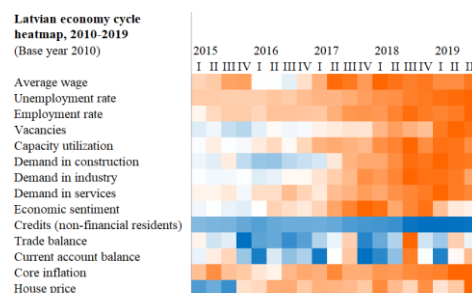 Latvian economy cycle
heatmap, 2010-2019
(Base year 2010)
2015 2016 2017 2018 2019
I II III IV I II III IV I II III IV I II III IV I II
Average wage
Unemployment rate
Employment rate
Vacancies
Capacity utilization
Demand in construction
Demand in industry
Demand in services
Economic sentiment
Credits (non-financial residents)
Trade balance
Current account balance
Core inflation
House price